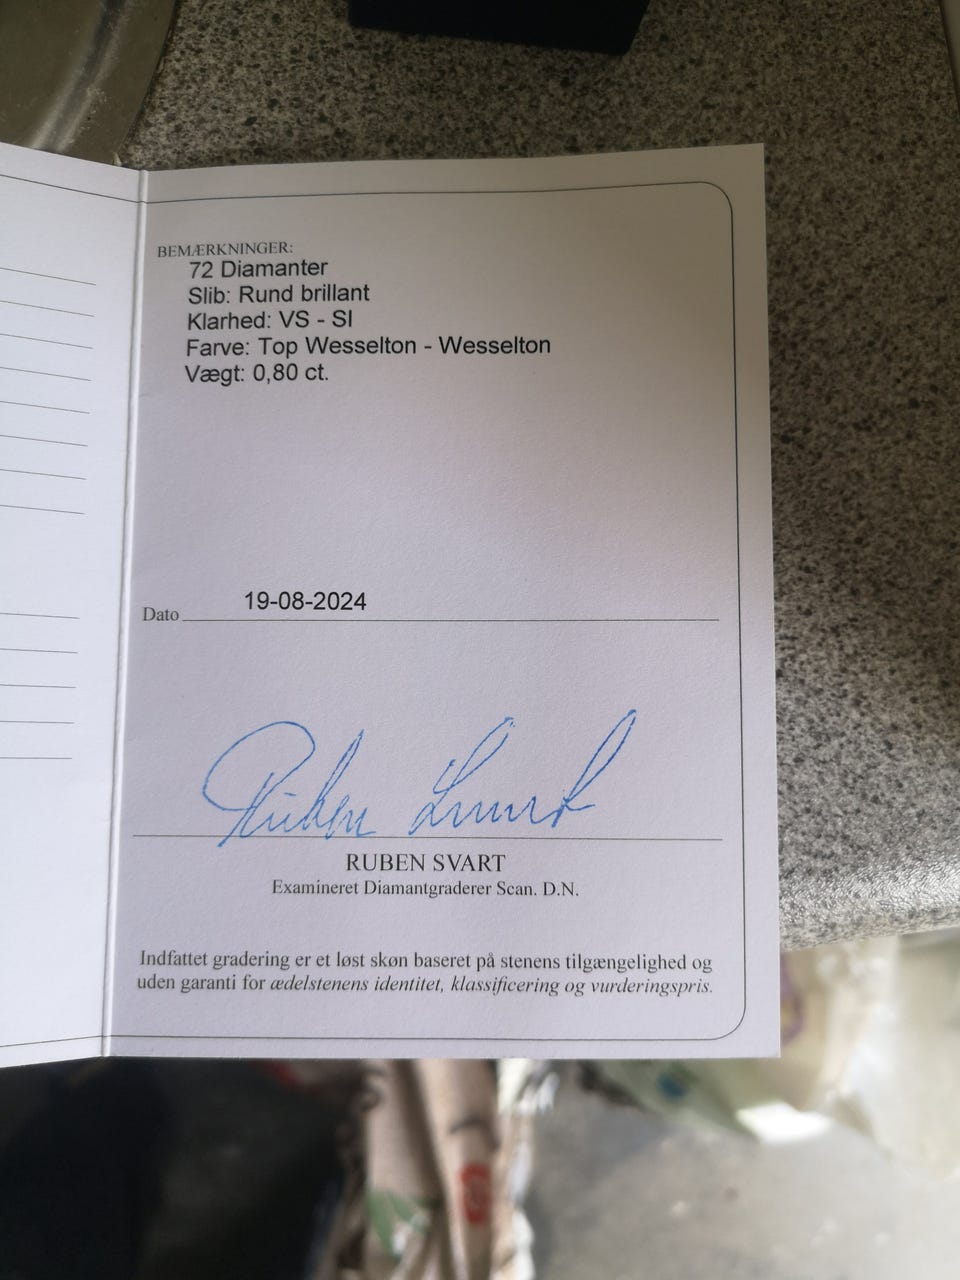 BEMÆRKNINGER:
72 Diamanter
Slib: Rund brillant
Klarhed: VS - SI
Farve: Top Wesselton - Wesselton
Vægt: 0,80 ct.
Dato 19-08-2024
Ruben Svart
RUBEN SVART
Examineret Diamantgraderer Scan. D.N.
Indfattet gradering er et løst skøn baseret på stenens tilgængelighed og
uden garanti for ædelstenens identitet, klassificering og vurderingspris.